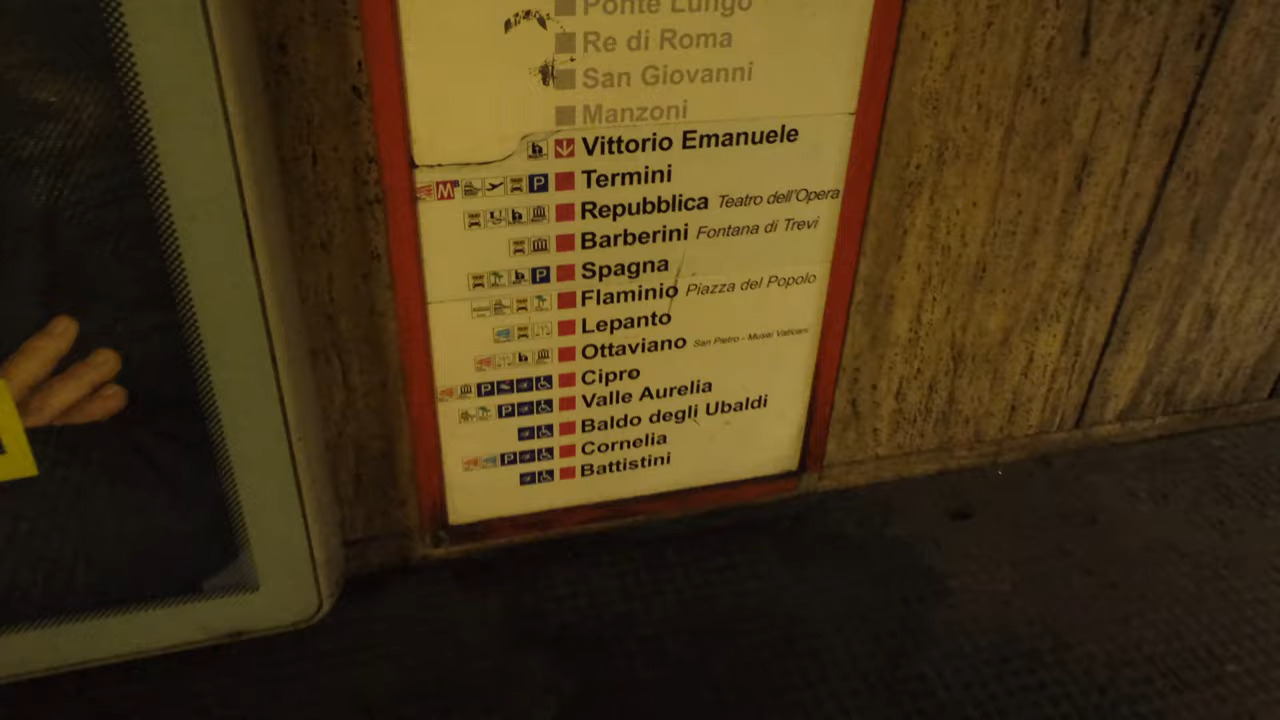 Ponte Lungo
Re di Roma
San Giovanni
Manzoni
Vittorio Emanuele
MB P Termini
Repubblica Teatro dell'Opera
Barberini Fontana di Trevi
P Spagna
Flaminio Piazza del Popolo
Lepanto
Ottaviano San Pietro - Musei Vaticani
P Cipro
P Valle Aurelia
Baldo degli Ubaldi
P Cornelia
Battistini